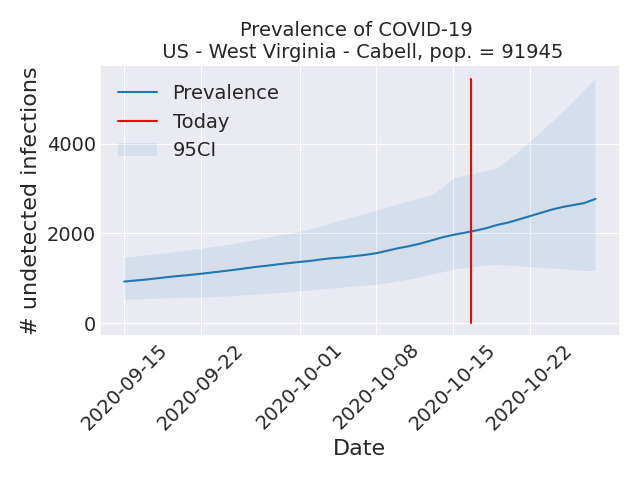 Prevalence of COVID-19
US - West Virginia - Cabell, pop. = 91945
# undetected infections
4000
2000
0
Prevalence
Today
95CI
2020-09-15
2020-09-22
2020-10-01
2020-10-08
2020-10-15
2020-10-22
Date